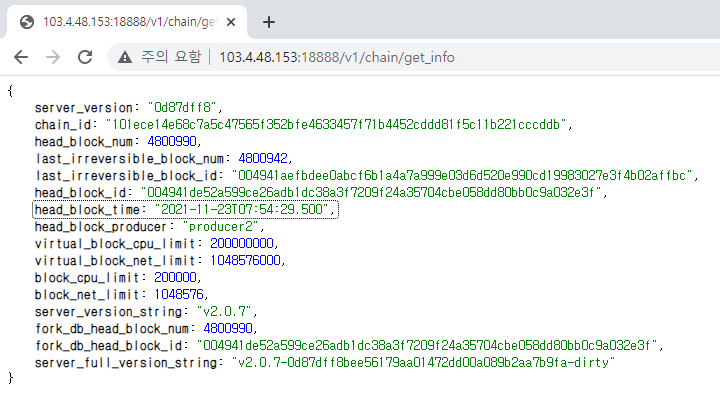 103.4.48.153:18888/v1/chain/get
주의 요함 | 103.4.48.153:18888/v1/chain/get_info
{
server_version: "0d87dff8",
chain_id: "101ece14e68c7a5c47565f352bfe4633457f71b4452cddd81f5c11b221cccddb",
head_block_num: 4800990,
last_irreversible_block_num: 4800942,
last_irreversible_block_id: "004941aefbdee0abcf6b1a4a7a999e03d6d520e990cd19983027e3f4b02affbc",
head_block_id: "004941de52a599ce26adb1dc38a3f7209f24a35704cbe058dd80bb0c9a032e3f",
head_block_time: "2021-11-23T07:54:29.500",
head_block_producer: "producer2",
virtual_block_cpu_limit: 200000000,
virtual_block_net_limit: 1048576000,
block_cpu_limit: 200000,
block_net_limit: 1048576,
server_version_string: "v2.0.7",
fork_db_head_block_num: 4800990,
fork_db_head_block_id: "004941de52a599ce26adb1dc38a3f7209f24a35704cbe058dd80bb0c9a032e3f",
server_full_version_string: "v2.0.7-0d87dff8bee56179aa01472dd00a089b2aa7b9fa-dirty"
}